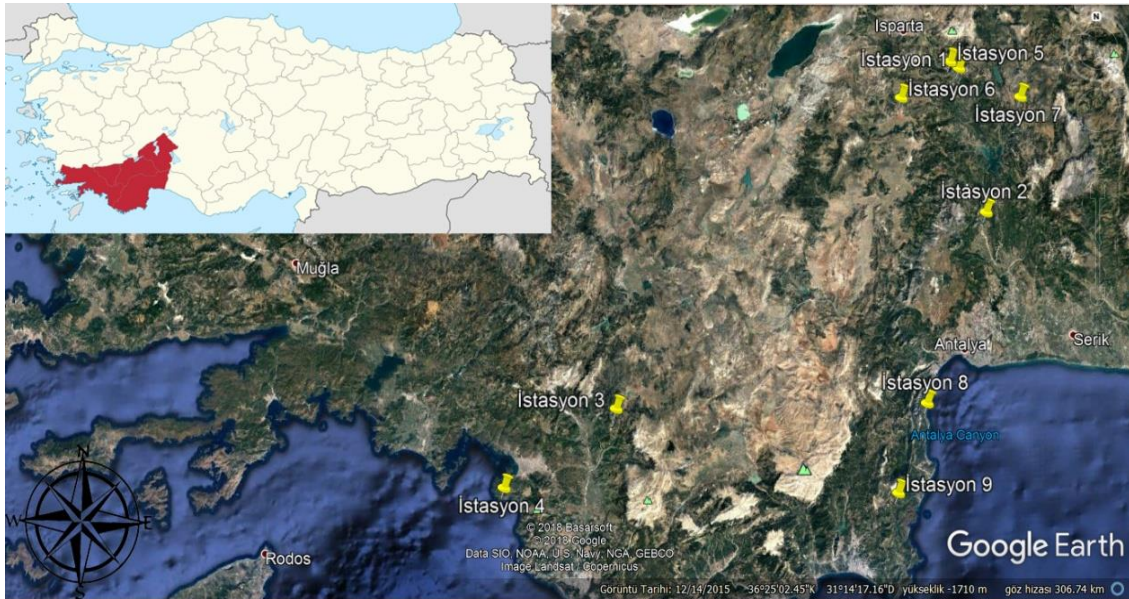 N
Isparta
İstasyon 5
İstasyon 1
İstasyon 6
İstasyon 7
İstasyon 2
Muğla
Antalya
Serik
İstasyon 8
İstasyon 3
Antalya Canyon
İstasyon 4
İstasyon 9
N
W
E
S
Rodos
© 2018 Basarsoft
© 2018 Google
Data SIO, NOAA, U.S. Navy, NGA, GEBCO
Image Landsat / Copernicus
Google Earth
Görüntü Tarihi: 12/14/2015 36°25'02.45"K 31°14'17.16"D yükseklik -1710 m göz hizası 306.74 km